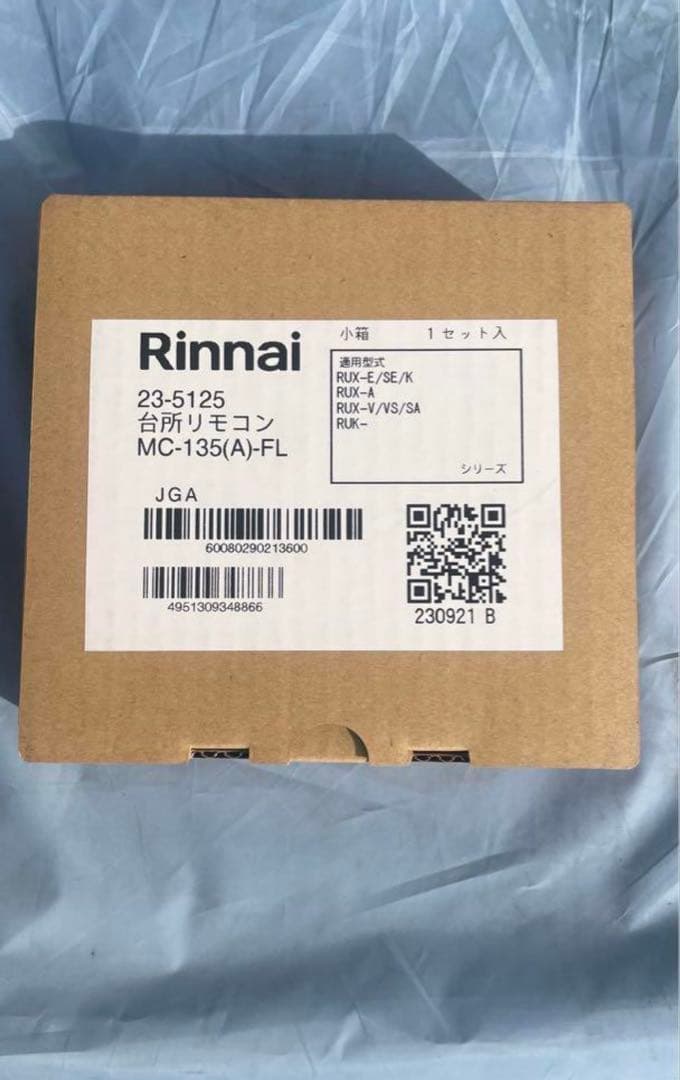 Rinnai
小箱 1セット入
23-5125
台所リモコン
MC-135(A)-FL
適用型式
RUX-E/SE/K
RUX-A
RUX-V/VS/SA
RUK-
シリーズ
JGA
60080290213600
4951309348866
230921 B